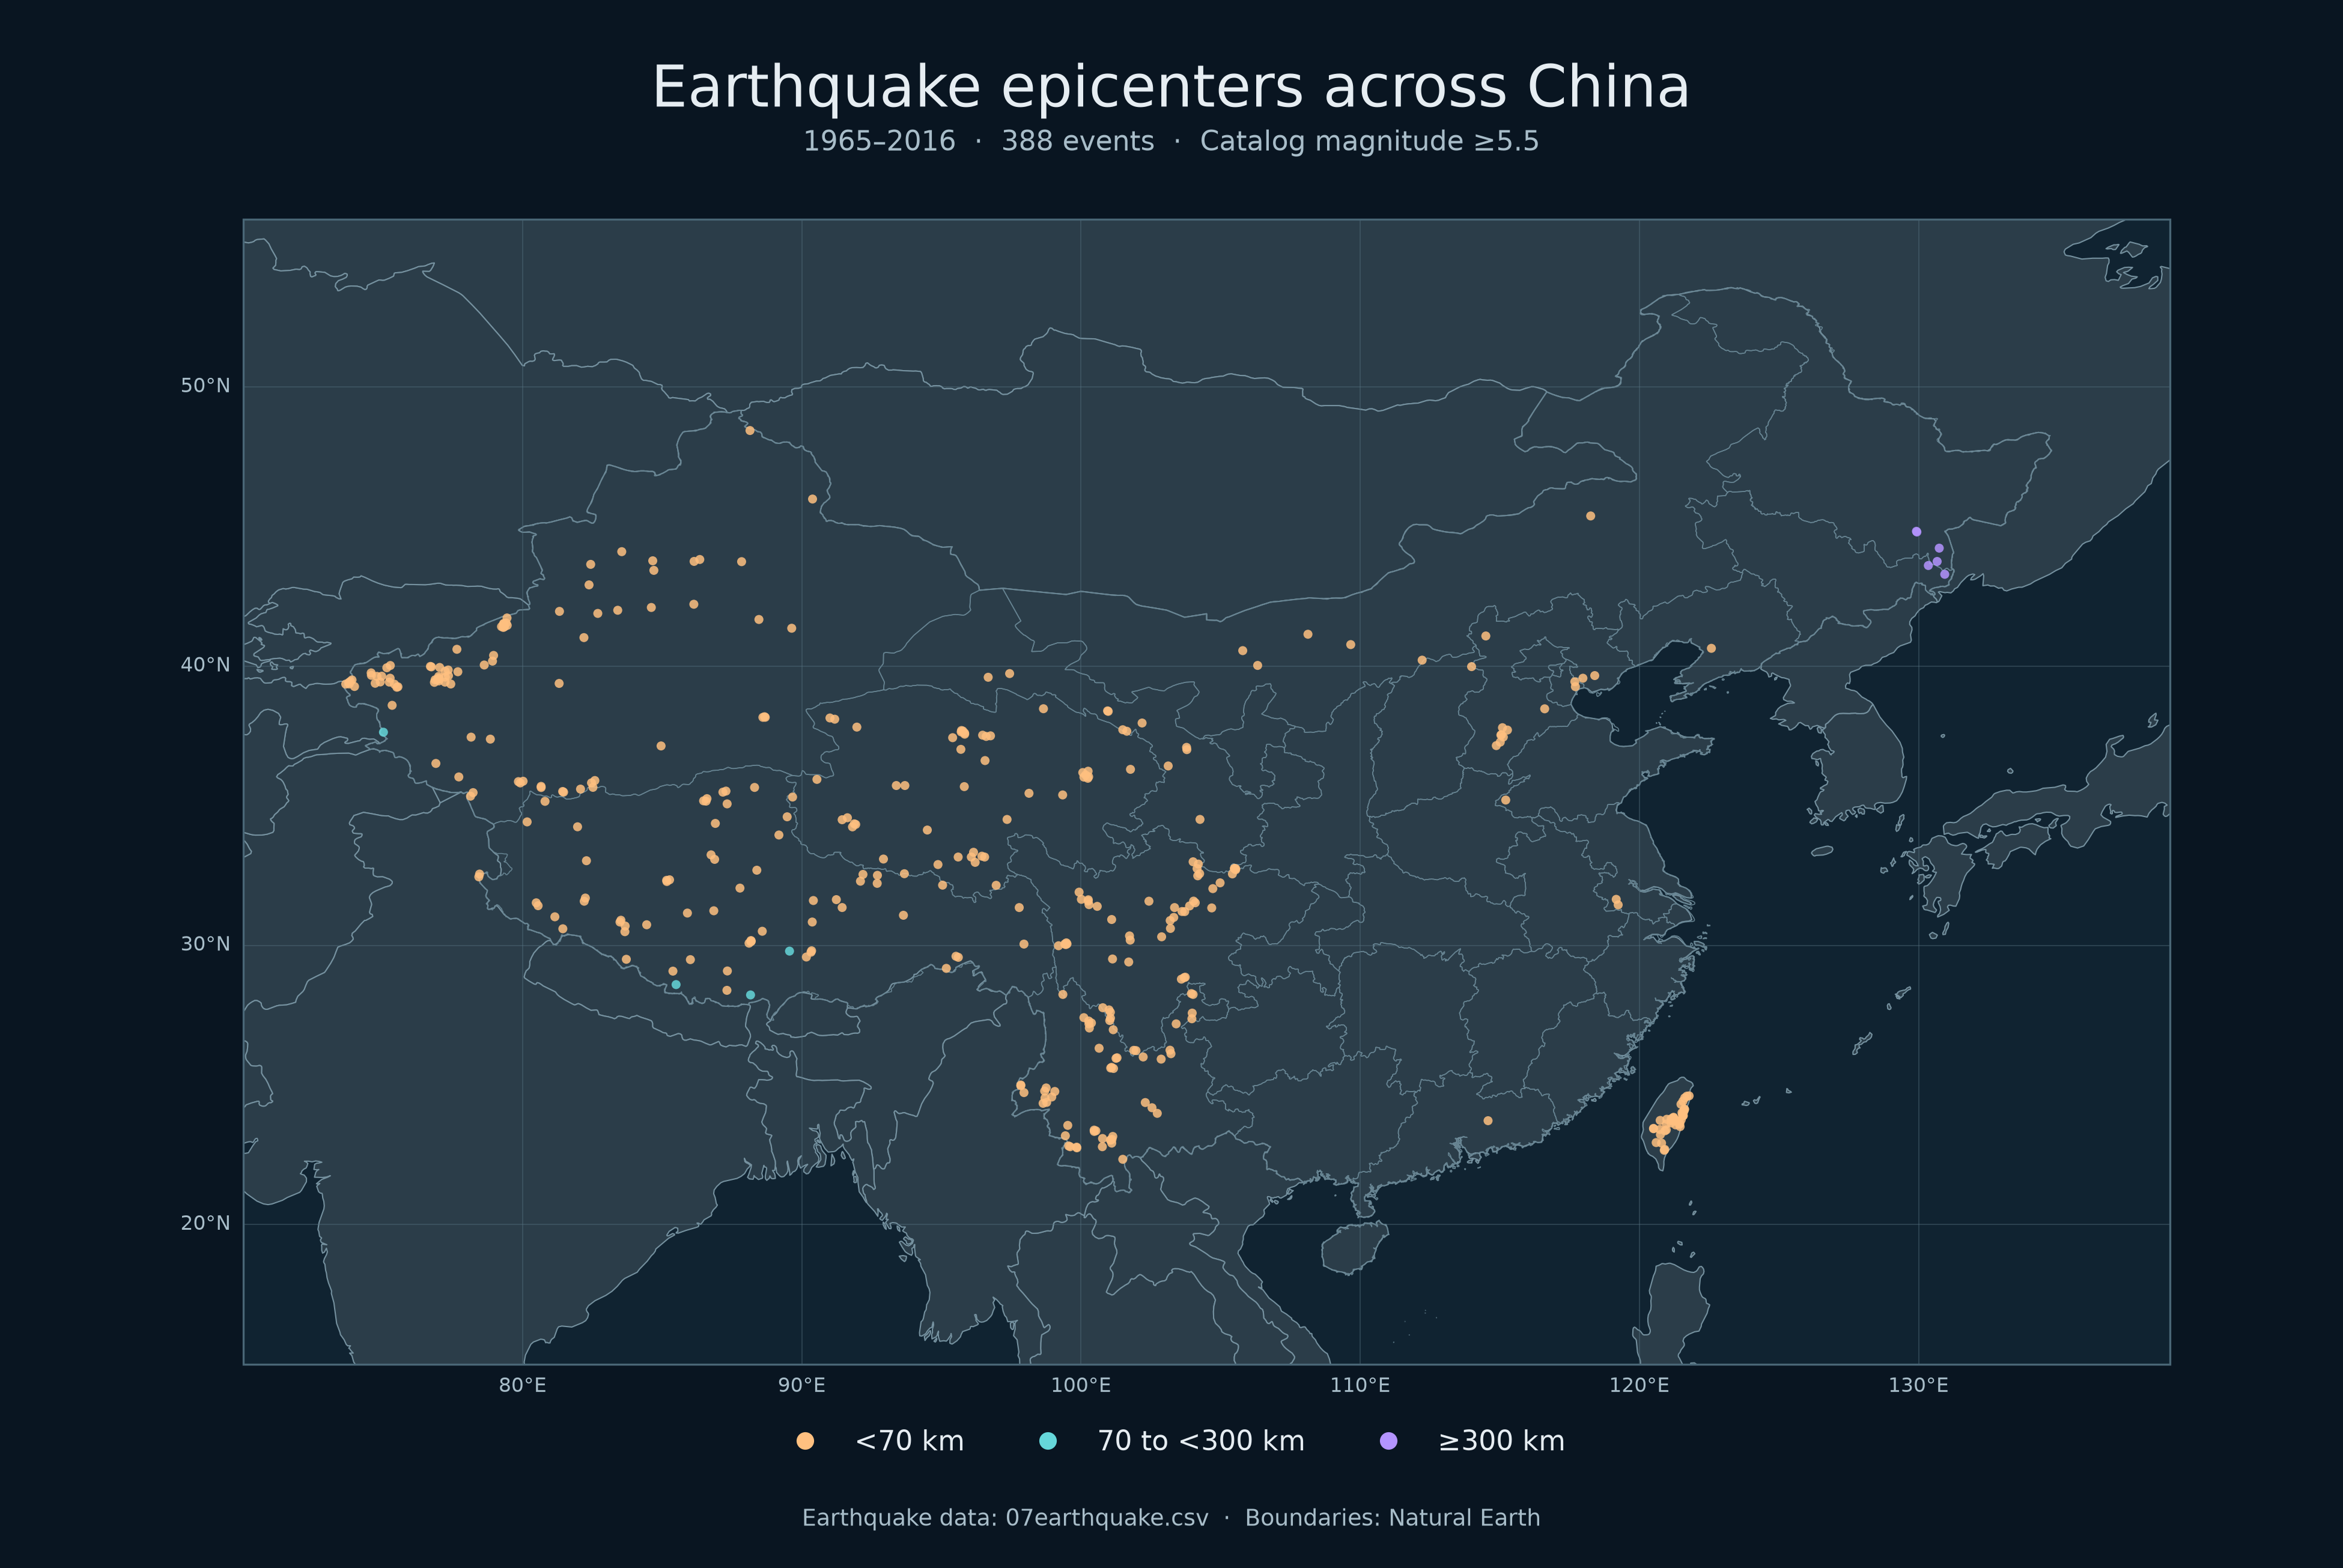 Earthquake epicenters across China
1965–2016 · 388 events · Catalog magnitude ≥5.5
50°N
40°N
30°N
20°N
80°E 90°E 100°E 110°E 120°E 130°E
<70 km 70 to <300 km ≥300 km
Earthquake data: 07earthquake.csv · Boundaries: Natural Earth